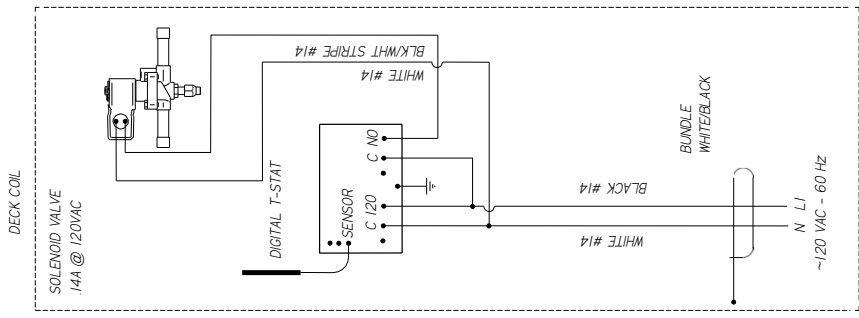 DECK COIL
SOLENOID VALVE
.14A @ 120VAC
BLK/WHT STRIPE #14
WHITE #14
DIGITAL T-STAT
SENSOR
C NO
C 120
BLACK #14
WHITE #14
BUNDLE
WHITE/BLACK
N L1
~120 VAC - 60 Hz